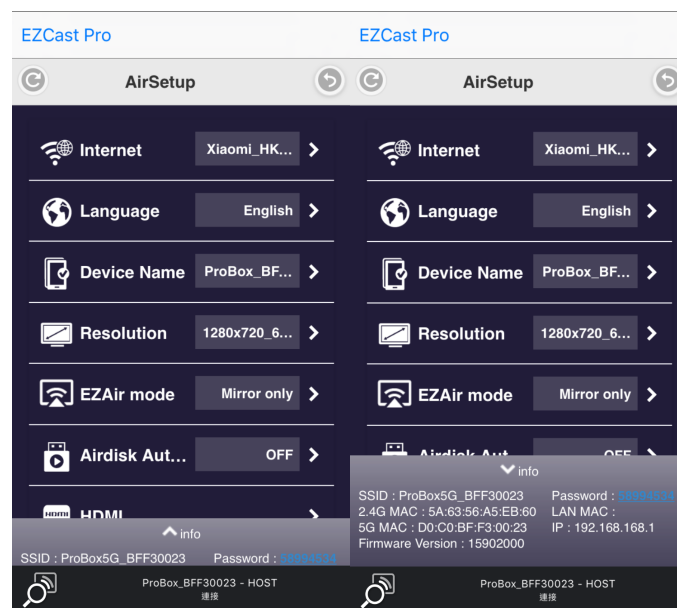 EZCast Pro
AirSetup
Internet Xiaomi_HK...
Language English
Device Name ProBox_BF...
Resolution 1280x720_6...
EZAir mode Mirror only
Airdisk Aut... OFF
HDMI
info
SSID : ProBox5G_BFF30023 Password :
ProBox_BFF30023 - HOST
連接
EZCast Pro
AirSetup
Internet Xiaomi_HK...
Language English
Device Name ProBox_BF...
Resolution 1280x720_6...
EZAir mode Mirror only
Airdisk Aut... OFF
info
SSID : ProBox5G_BFF30023 Password :
2.4G MAC : 5A:63:56:A5:EB:60 LAN MAC :
5G MAC : D0:C0:BF:F3:00:23 IP : 192.168.168.1
Firmware Version : 15902000
ProBox_BFF30023 - HOST
連接